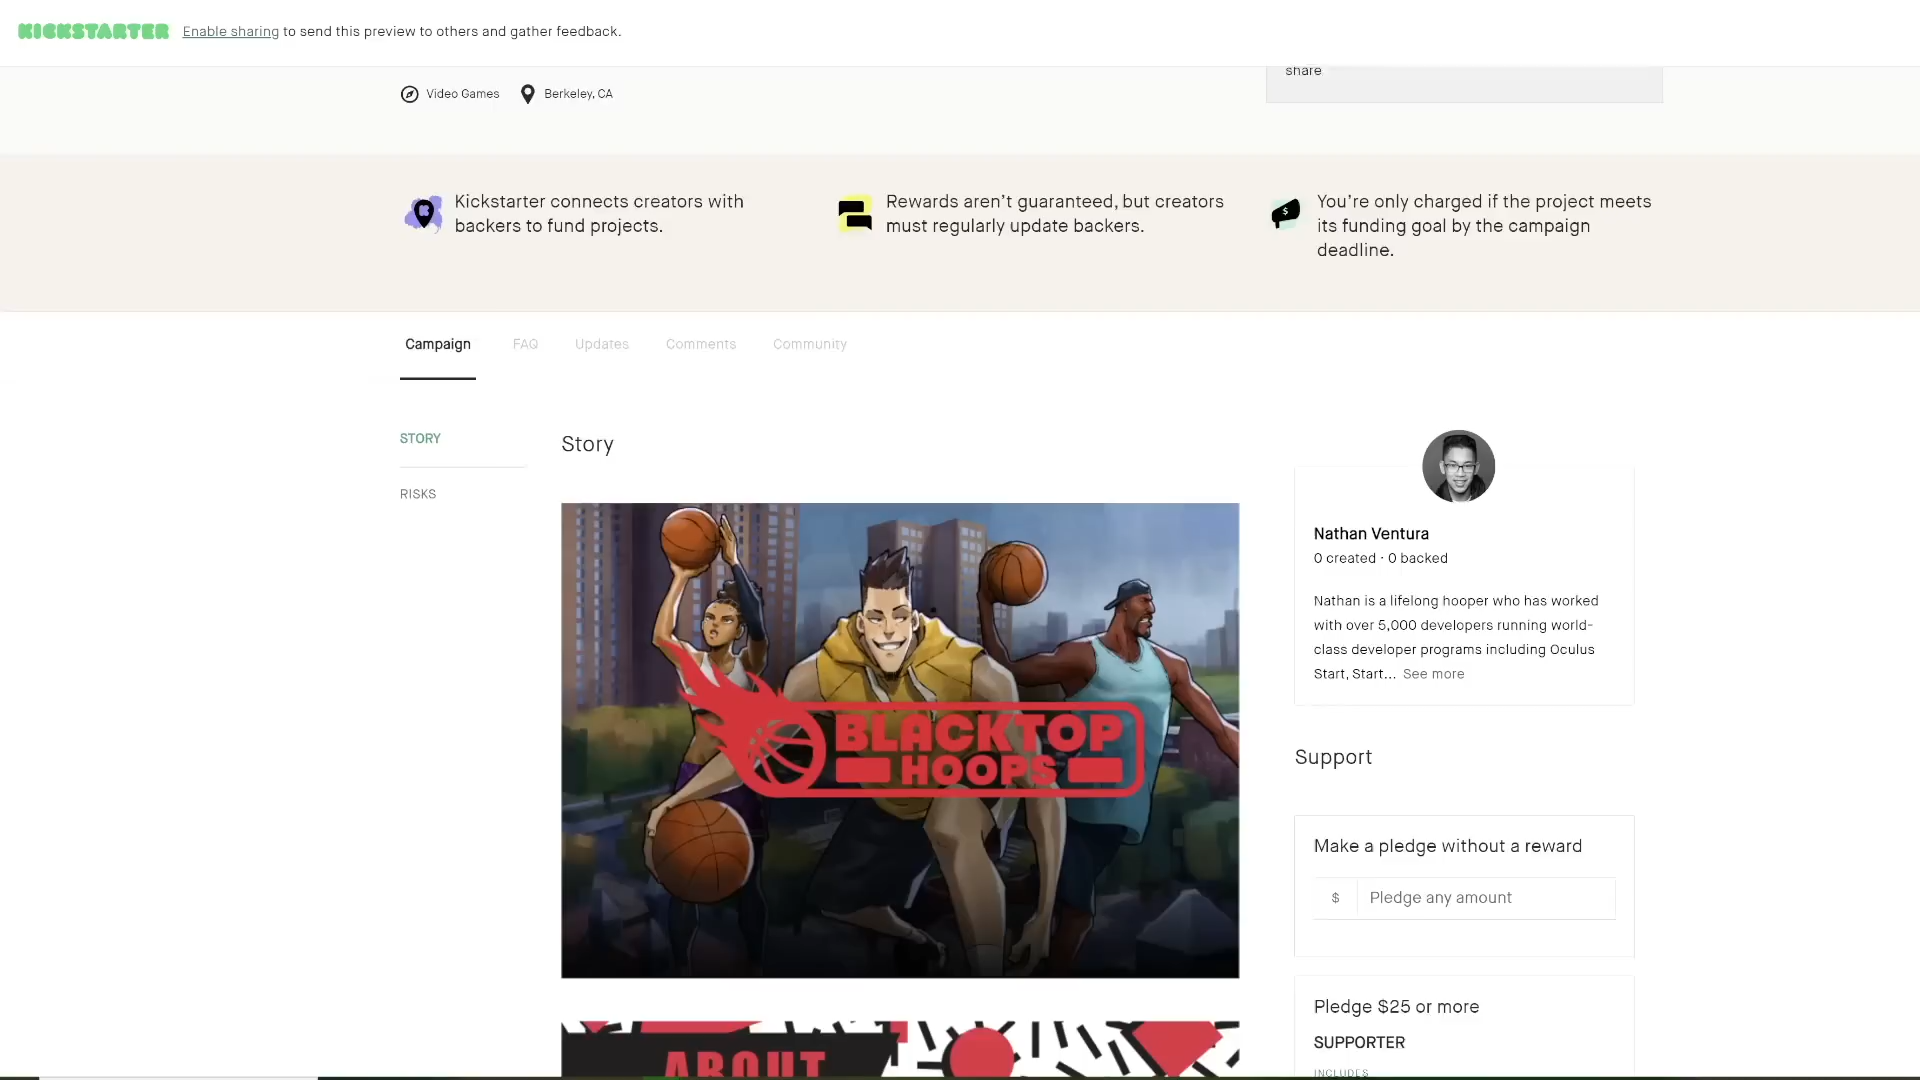 KICKSTARTER Enable sharing to send this preview to others and gather feedback.
share
Video Games Berkeley, CA
Kickstarter connects creators with
backers to fund projects.
Rewards aren't guaranteed, but creators
must regularly update backers.
You're only charged if the project meets
its funding goal by the campaign
deadline.
Campaign FAQ Updates Comments Community
STORY
RISKS
Story
BLACKTOP
HOOPS
ABOUT
Nathan Ventura
0 created · 0 backed
Nathan is a lifelong hooper who has worked
with over 5,000 developers running world-
class developer programs including Oculus
Start, Start... See more
Support
Make a pledge without a reward
$ Pledge any amount
Pledge $25 or more
SUPPORTER
INCLUDES